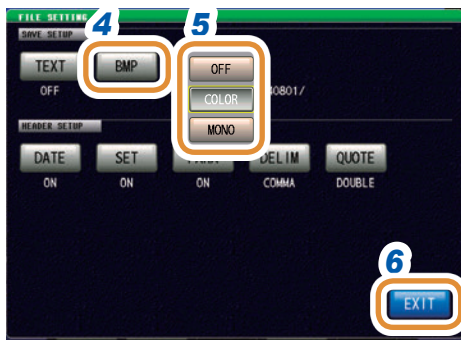 FILE SETTING
4
5
SAVE SETUP
TEXT
BMP
OFF
OFF
COLOR
40801/
MONO
HEADER SETUP
DATE
SET
DELIM
QUOTE
ON
ON
ON
COMMA
DOUBLE
6
EXIT